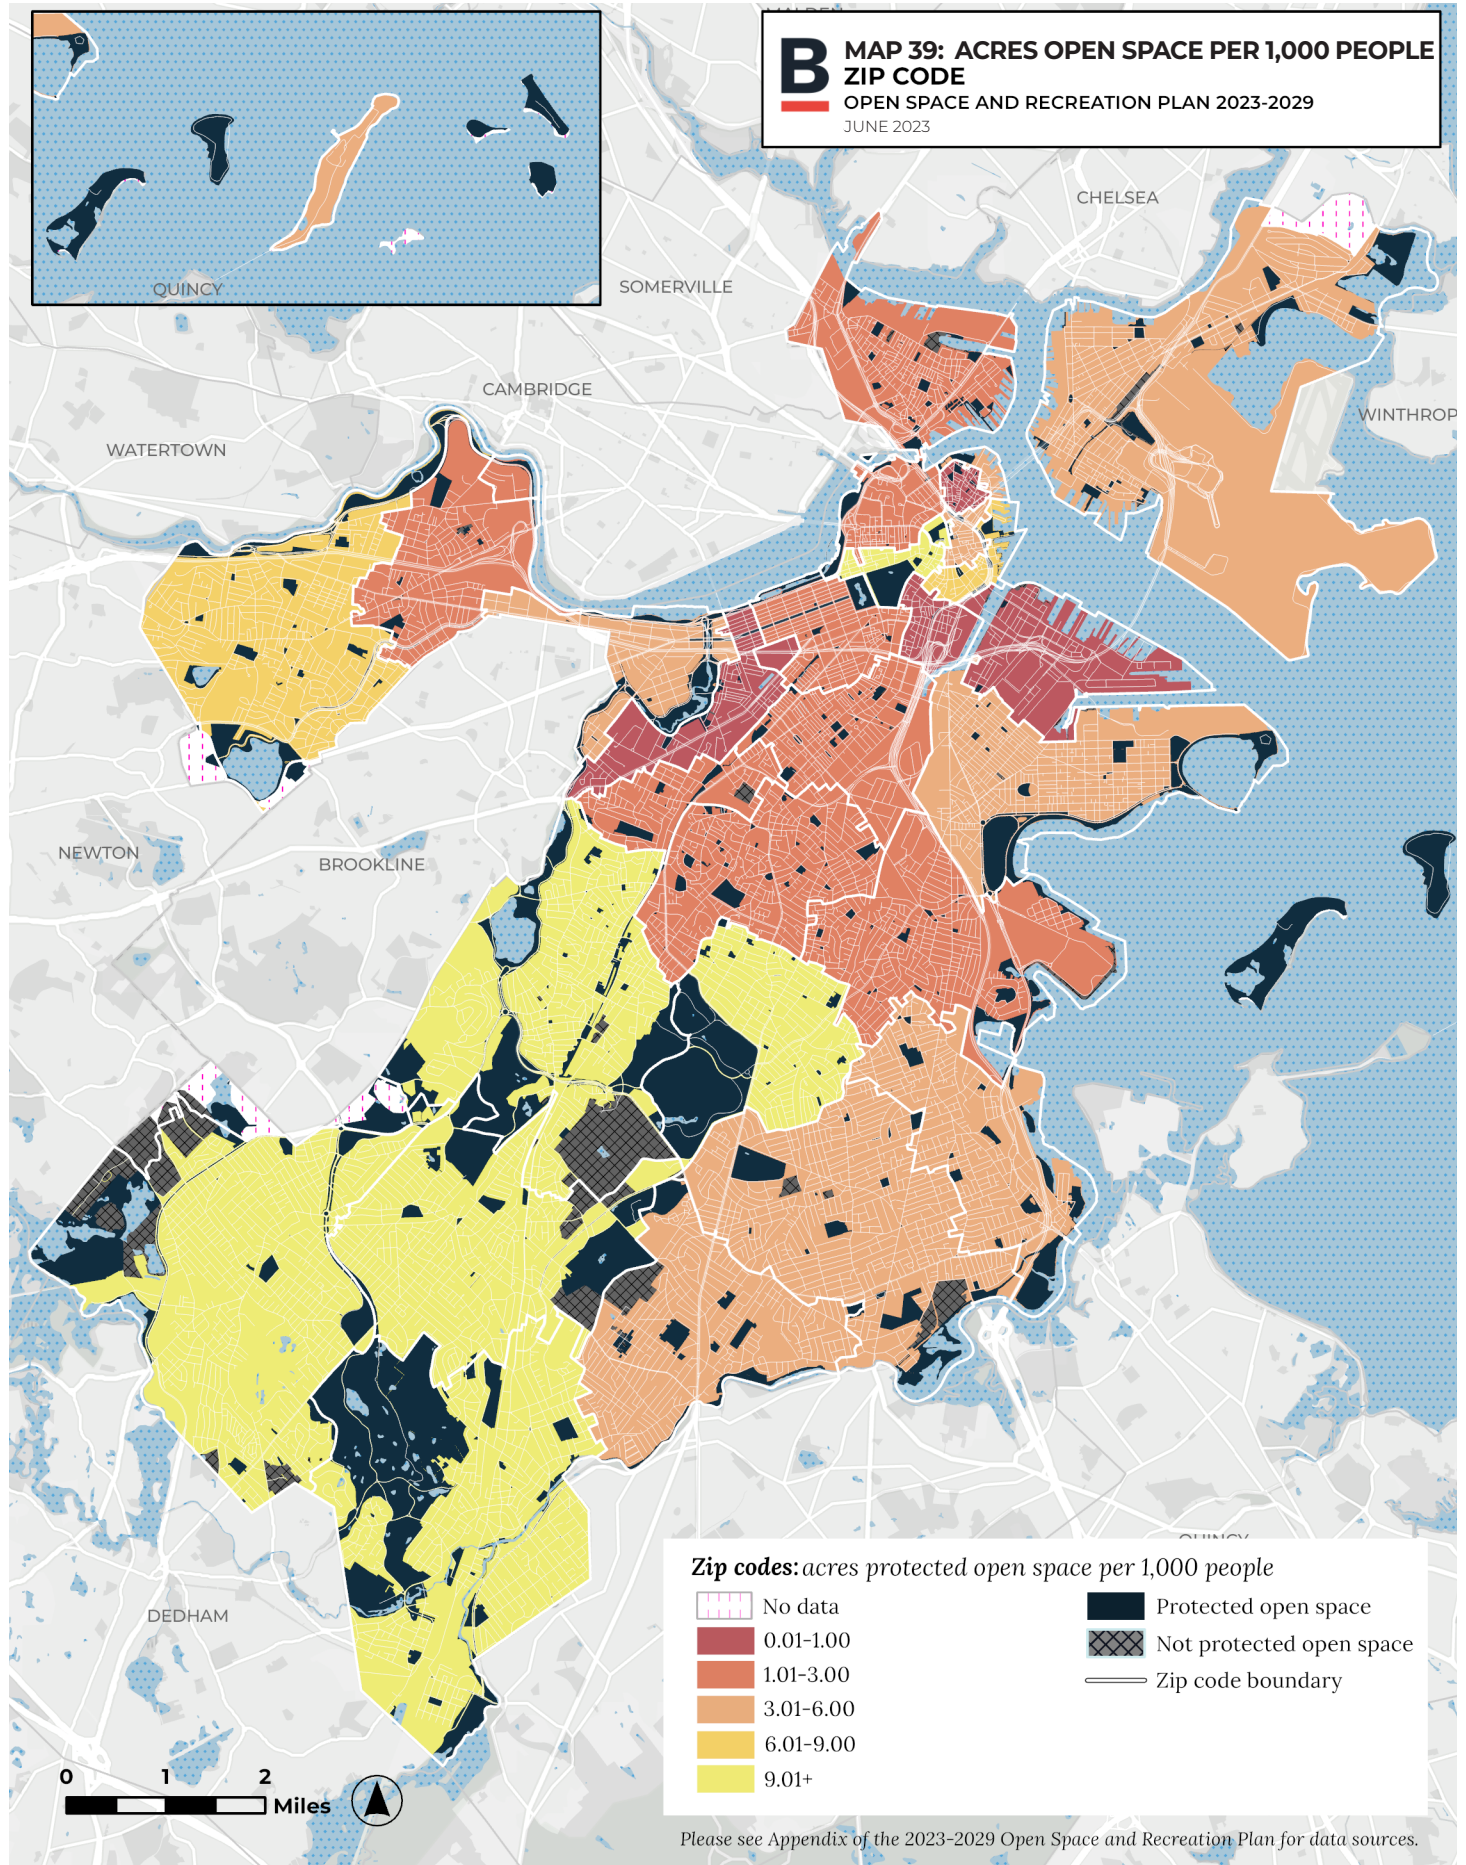 MALDEN
B
MAP 39: ACRES OPEN SPACE PER 1,000 PEOPLE
ZIP CODE
OPEN SPACE AND RECREATION PLAN 2023-2029
JUNE 2023
CHELSEA
QUINCY
SOMERVILLE
CAMBRIDGE
WINTHROP
WATERTOWN
NEWTON
BROOKLINE
QUINCY
Zip codes: acres protected open space per 1,000 people
No data
0.01-1.00
1.01-3.00
3.01-6.00
6.01-9.00
9.01+
Protected open space
Not protected open space
Zip code boundary
DEDHAM
0 1 2
Miles
Please see Appendix of the 2023-2029 Open Space and Recreation Plan for data sources.